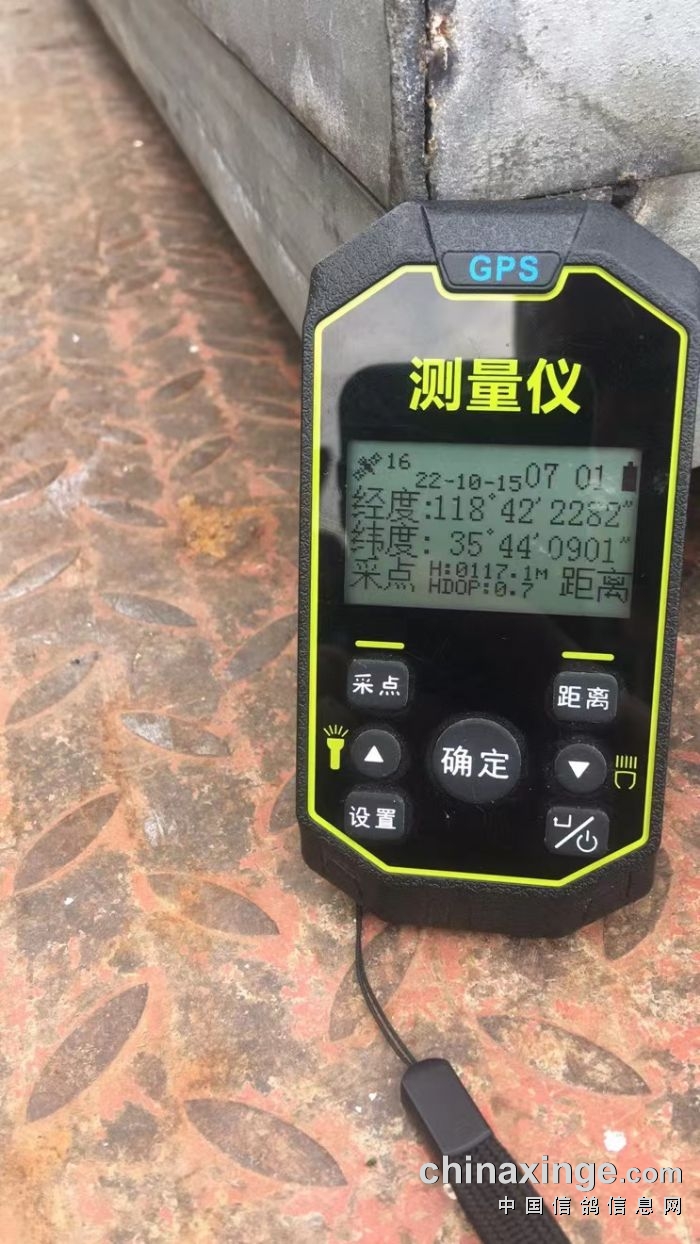 GPS
测量仪
16
22-10-15 07 01
经度:118°42′2282″
纬度: 35°44′0901″
采点 H:0117.1M 距离
HDOP:0.7
采点 距离
确定
设置
chinaxinge.com
中国信鸽信息网